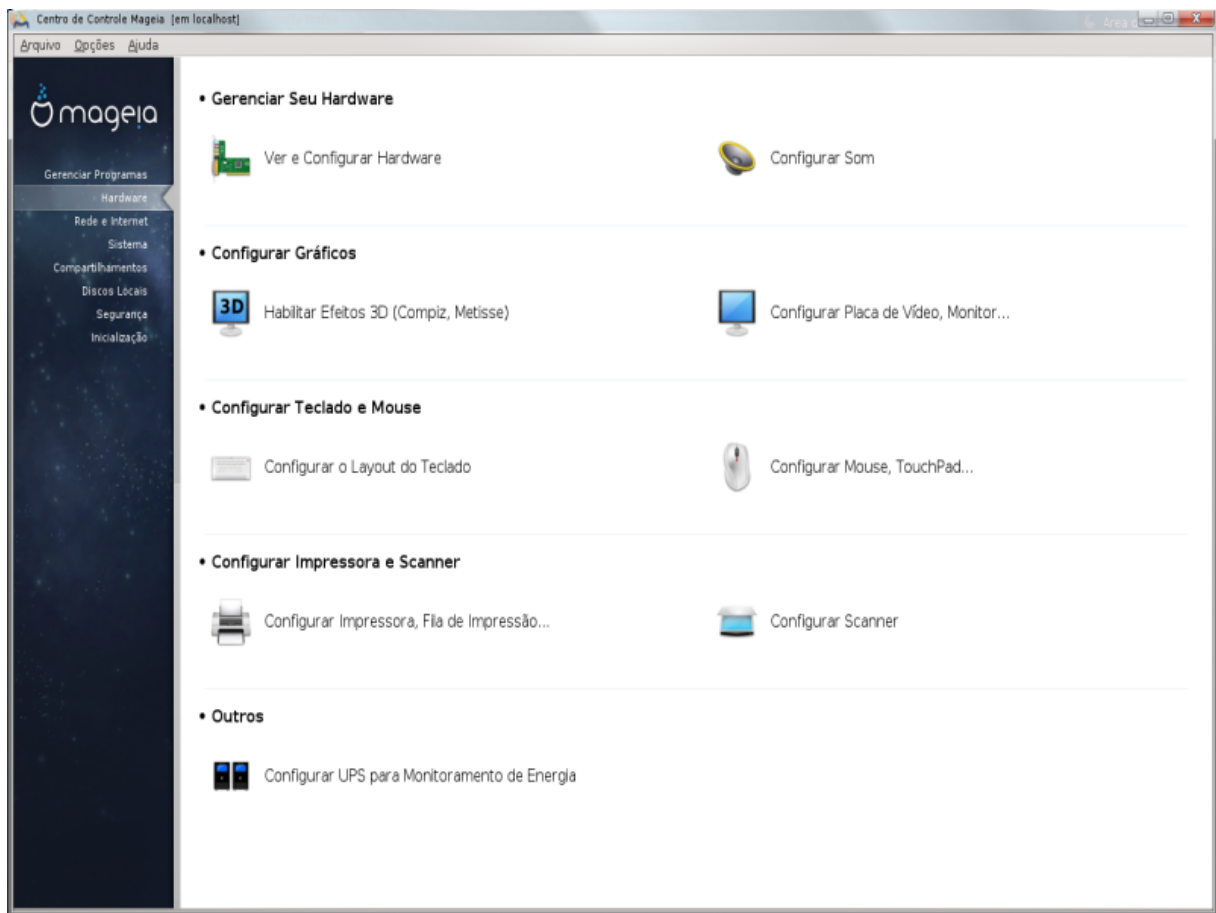 Centro de Controle Mageia [em localhost]
Arquivo Opções Ajuda
mageia
Gerenciar Programas
Hardware
Rede e Internet
Sistema
Compartilhamentos
Discos Locais
Segurança
Inicialização
• Gerenciar Seu Hardware
Ver e Configurar Hardware
Configurar Som
• Configurar Gráficos
3D
Habilitar Efeitos 3D (Compiz, Metisse)
Configurar Placa de Vídeo, Monitor...
• Configurar Teclado e Mouse
Configurar o Layout do Teclado
Configurar Mouse, TouchPad...
• Configurar Impressora e Scanner
Configurar Impressora, Fila de Impressão...
Configurar Scanner
• Outros
Configurar UPS para Monitoramento de Energia